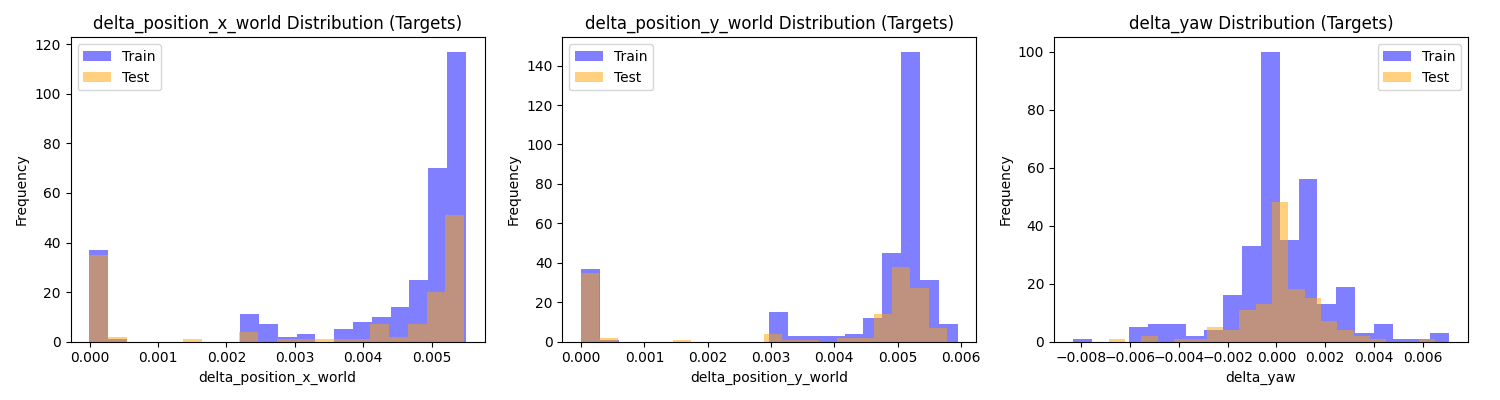 delta_position_x_world Distribution (Targets)
Train
Test
Frequency
0
20
40
60
80
100
120
0.000 0.001 0.002 0.003 0.004 0.005
delta_position_x_world
delta_position_y_world Distribution (Targets)
Train
Test
Frequency
0
20
40
60
80
100
120
140
0.000 0.001 0.002 0.003 0.004 0.005 0.006
delta_position_y_world
delta_yaw Distribution (Targets)
Train
Test
Frequency
0
20
40
60
80
100
−0.008 −0.006 −0.004 −0.002 0.000 0.002 0.004 0.006
delta_yaw